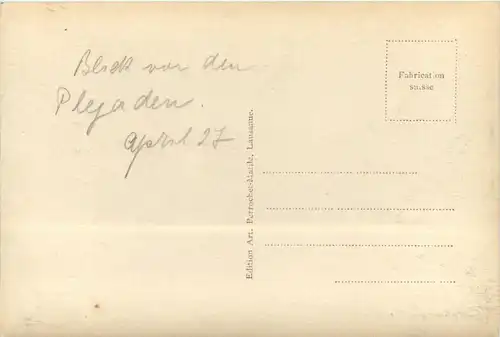 Blick von den
Plejaden.
April 27
Edition Art. Perrochet-Matile, Lausanne.
Fabrication
suisse